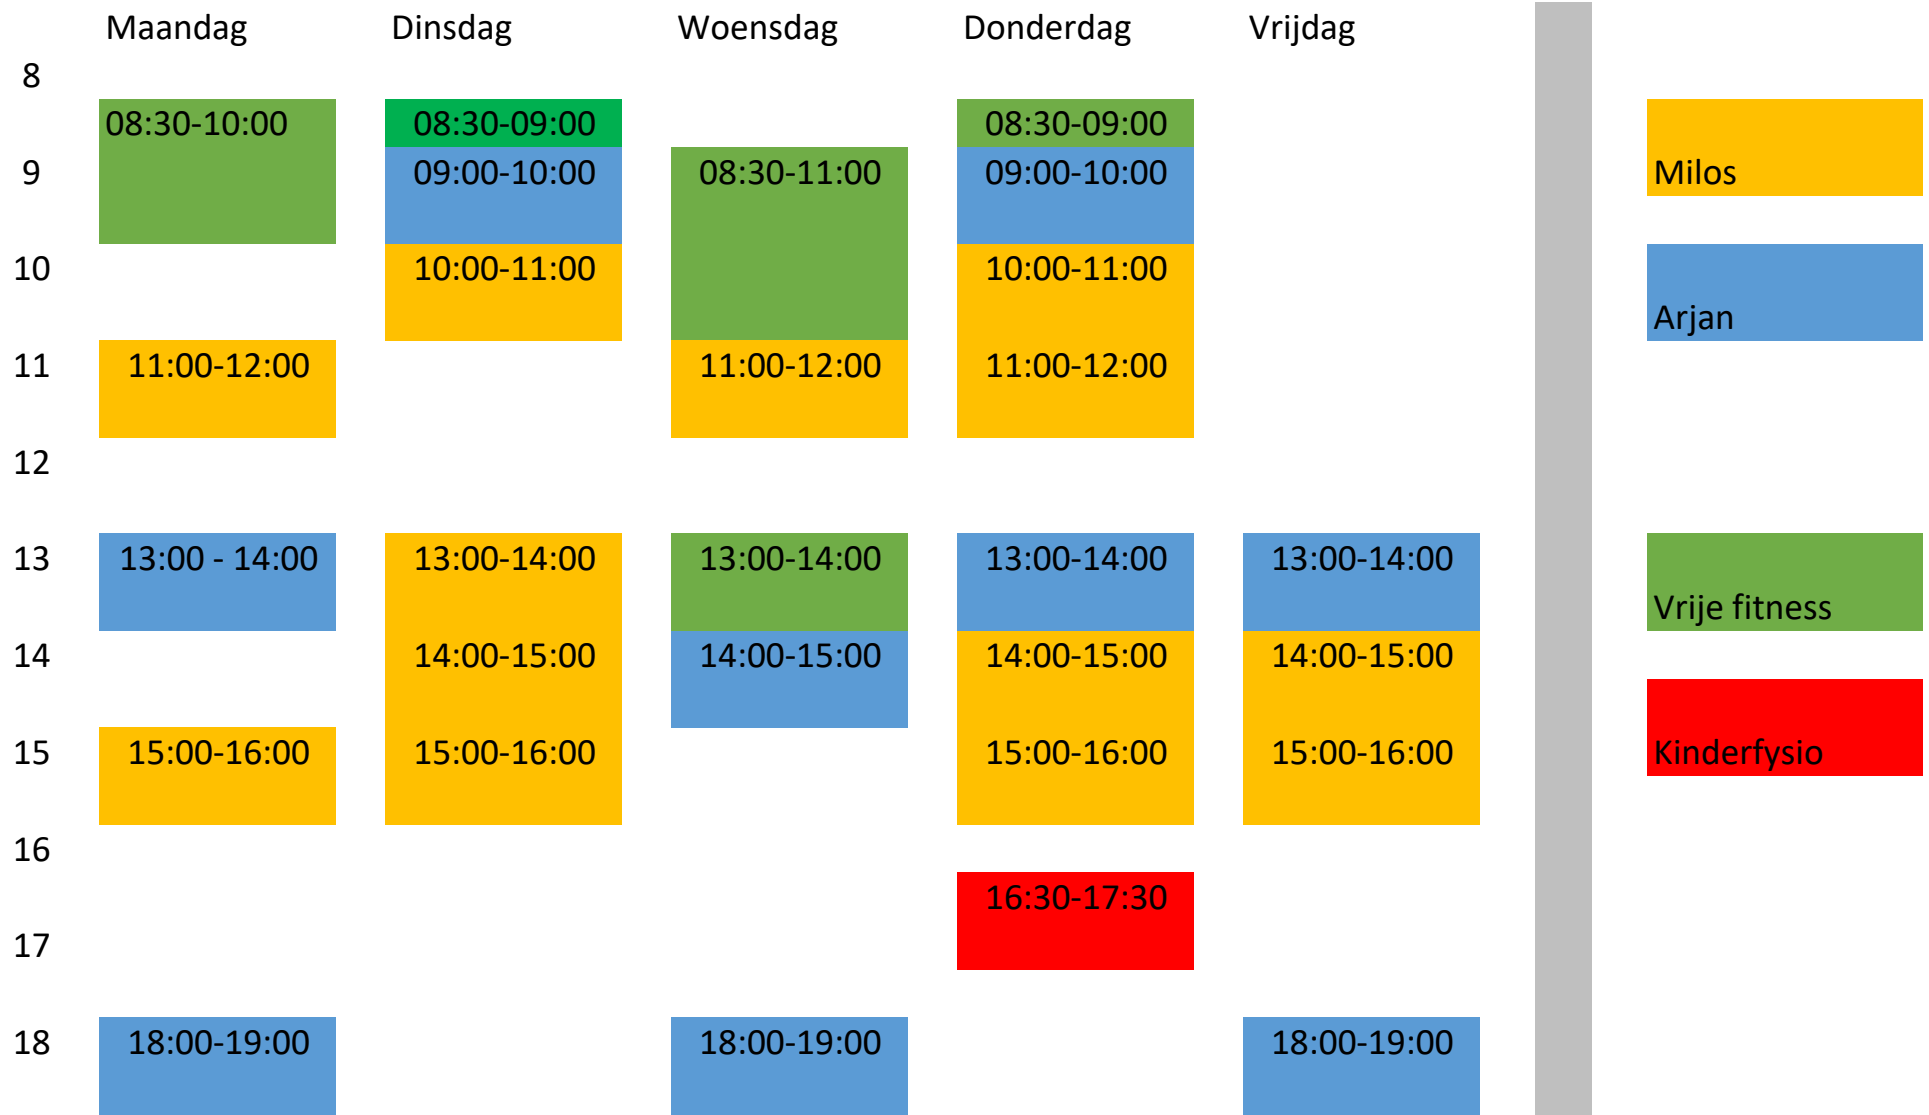 Maandag Dinsdag Woensdag Donderdag Vrijdag
8
08:30-10:00 08:30-09:00 08:30-09:00
9 09:00-10:00 08:30-11:00 09:00-10:00 Milos
10 10:00-11:00 10:00-11:00
Arjan
11 11:00-12:00 11:00-12:00 11:00-12:00
12
13 13:00 - 14:00 13:00-14:00 13:00-14:00 13:00-14:00 13:00-14:00
Vrije fitness
14 14:00-15:00 14:00-15:00 14:00-15:00 14:00-15:00
15 15:00-16:00 15:00-16:00 15:00-16:00 15:00-16:00 Kinderfysio
16
16:30-17:30
17
18 18:00-19:00 18:00-19:00 18:00-19:00